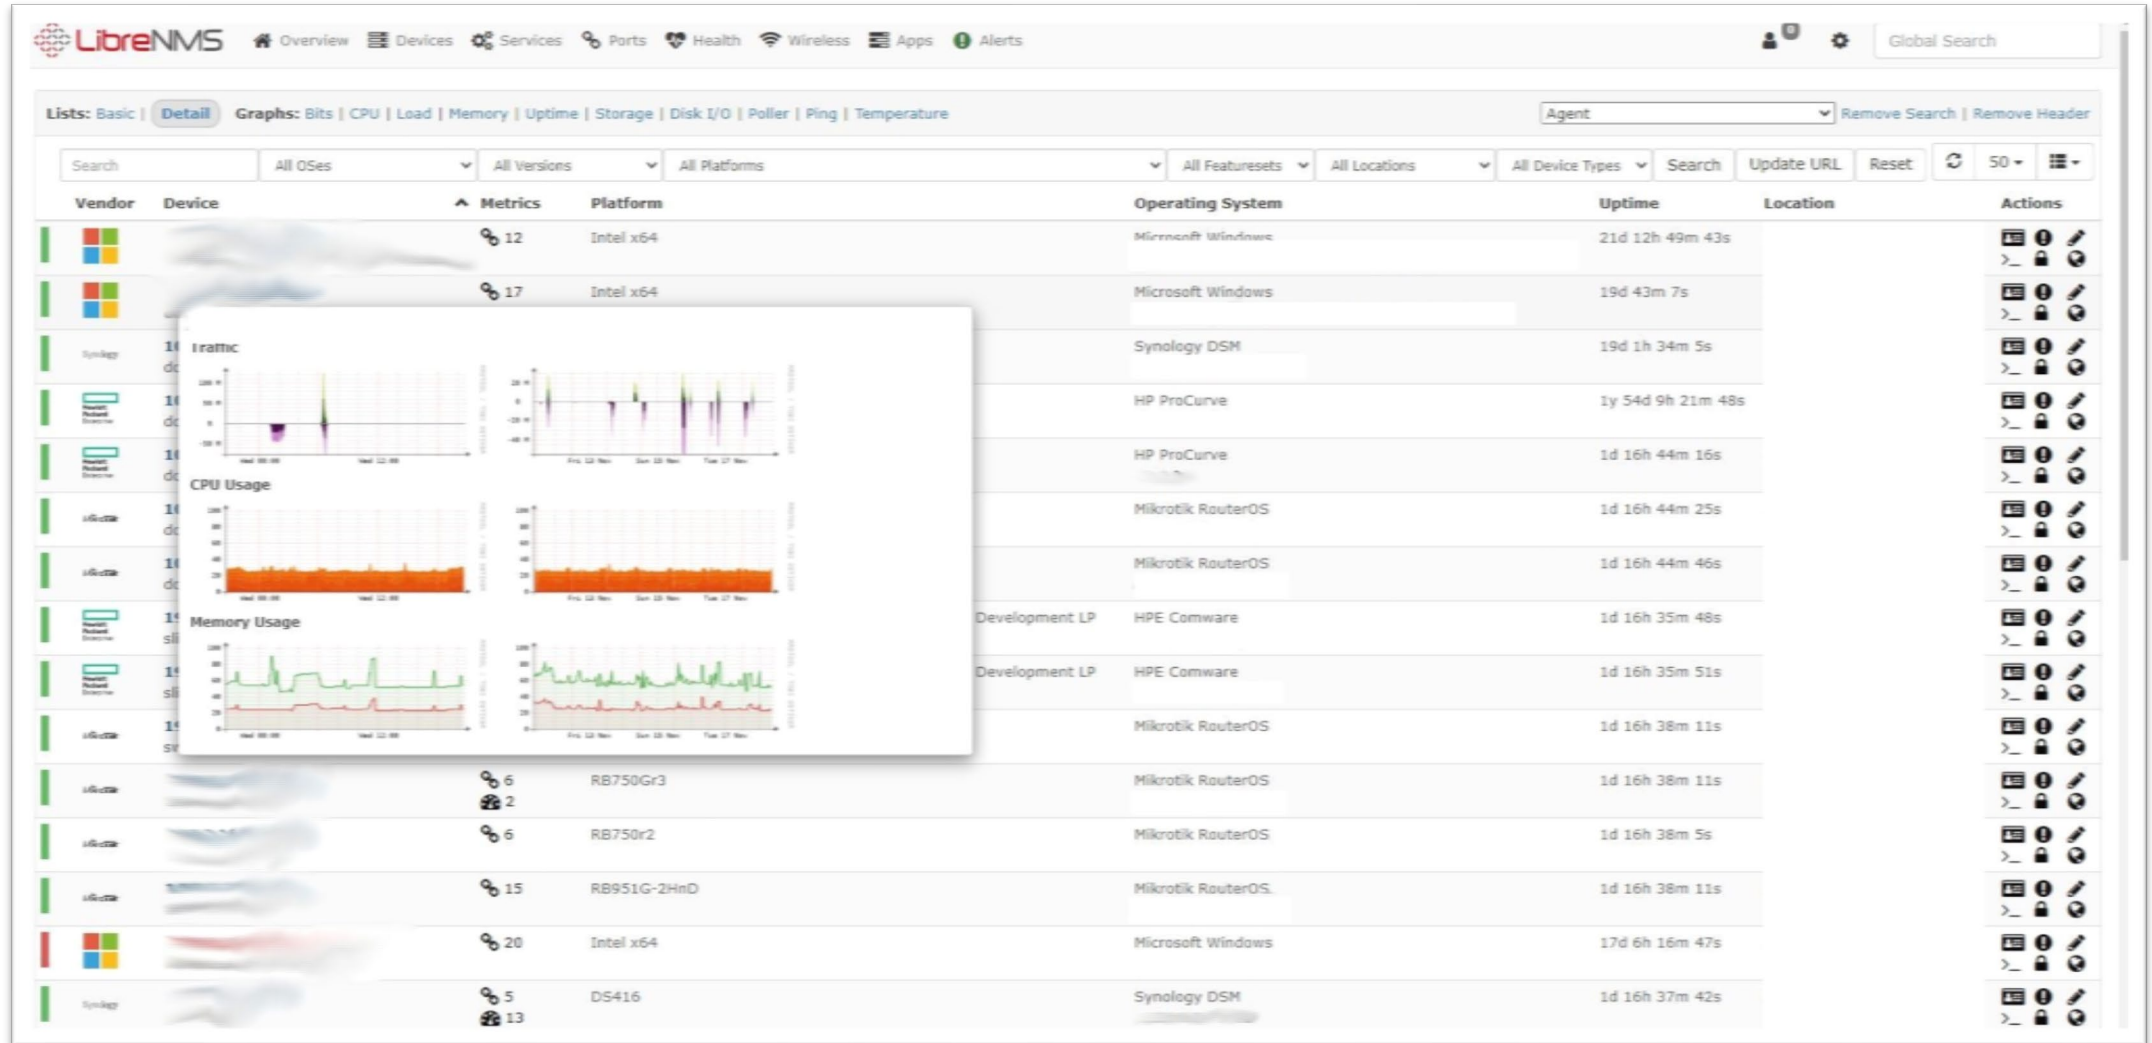 LibreNMS Overview Devices Services Ports Health Wireless Apps Alerts 0 Global Search
Lists: Basic | Detail Graphs: Bits | CPU | Load | Memory | Uptime | Storage | Disk I/O | Poller | Ping | Temperature Agent Remove Search | Remove Header
Search All OSes All Versions All Platforms All Featuresets All Locations All Device Types Search Update URL Reset 50
Vendor Device Metrics Platform Operating System Uptime Location Actions
12 Intel x64 Microsoft Windows 21d 12h 49m 43s
17 Intel x64 Microsoft Windows 19d 43m 7s
Synology Synology DSM 19d 1h 34m 5s
Traffic
HP ProCurve 1y 54d 9h 21m 48s
HP ProCurve 1d 16h 44m 16s
CPU Usage
Mikrotik RouterOS 1d 16h 44m 25s
Mikrotik RouterOS 1d 16h 44m 46s
Development LP HPE Comware 1d 16h 35m 48s
Memory Usage
Development LP HPE Comware 1d 16h 35m 51s
Mikrotik RouterOS 1d 16h 38m 11s
6 RB750Gr3 Mikrotik RouterOS 1d 16h 38m 11s
2
6 RB750r2 Mikrotik RouterOS 1d 16h 38m 5s
15 RB951G-2HnD Mikrotik RouterOS 1d 16h 38m 11s
20 Intel x64 Microsoft Windows 17d 6h 16m 47s
Synology 5 DS416 Synology DSM 1d 16h 37m 42s
13